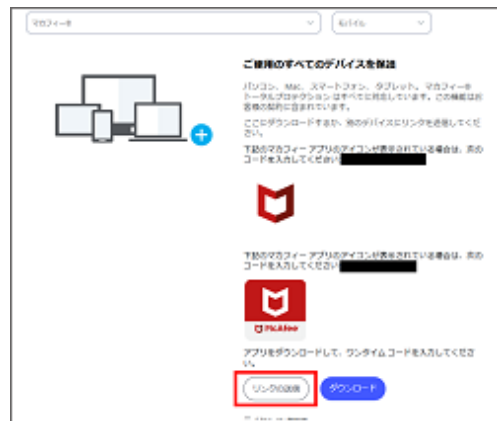 マカフィー®
モバイル
ご使用のすべてのデバイスを保護
パソコン、Mac、スマートフォン、タブレット。マカフィー®
トータルプロテクション はすべてに対応しています。この機能はお
客様の契約に含まれています。
ここにダウンロードするか、別のデバイスにリンクを送信してくだ
さい。
下記のマカフィー アプリのアイコンが表示されている場合は、次の
コードを入力してください
下記のマカフィー アプリのアイコンが表示されている場合は、次の
コードを入力してください
McAfee
アプリをダウンロードして、ワンタイム コードを入力してくださ
い。
リンクの送信
ダウンロード